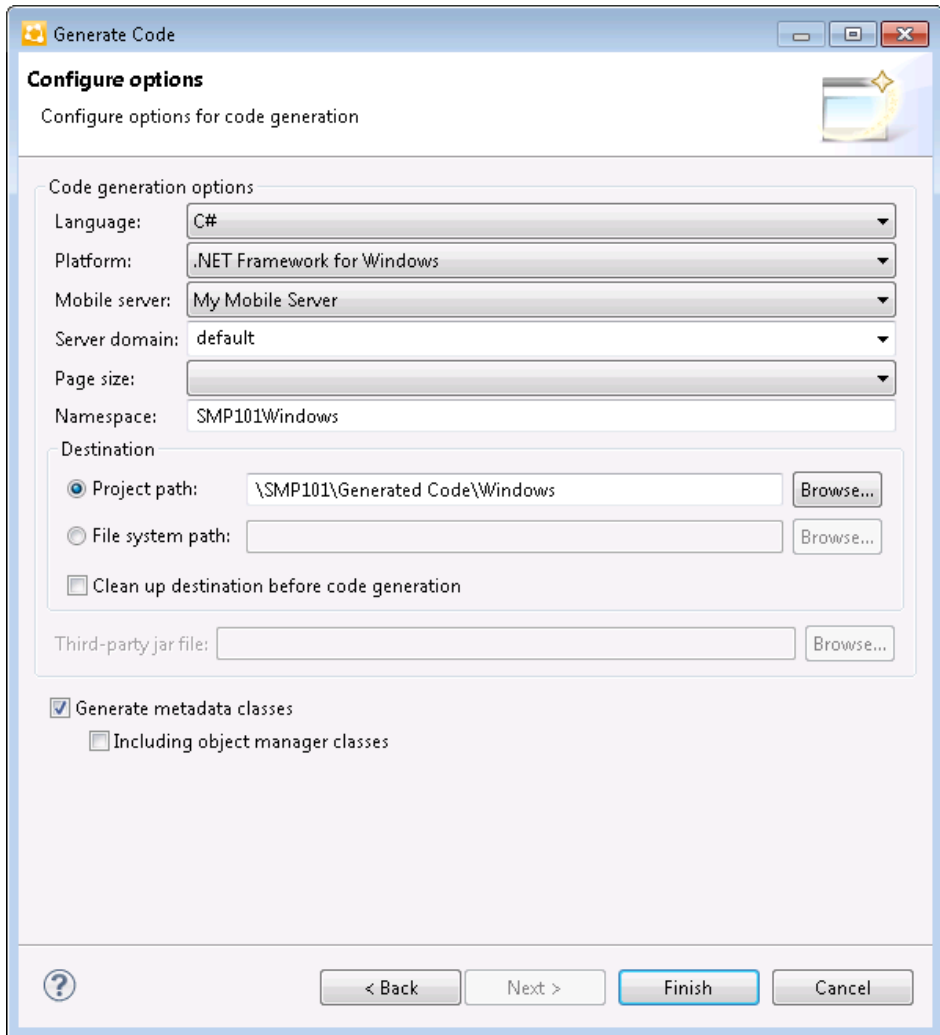 Generate Code
Configure options
Configure options for code generation
Code generation options
Language: C#
Platform: .NET Framework for Windows
Mobile server: My Mobile Server
Server domain: default
Page size:
Namespace: SMP101Windows
Destination
Project path: \SMP101\Generated Code\Windows Browse...
File system path: Browse...
Clean up destination before code generation
Third-party jar file: Browse...
Generate metadata classes
Including object manager classes
? < Back Next > Finish Cancel